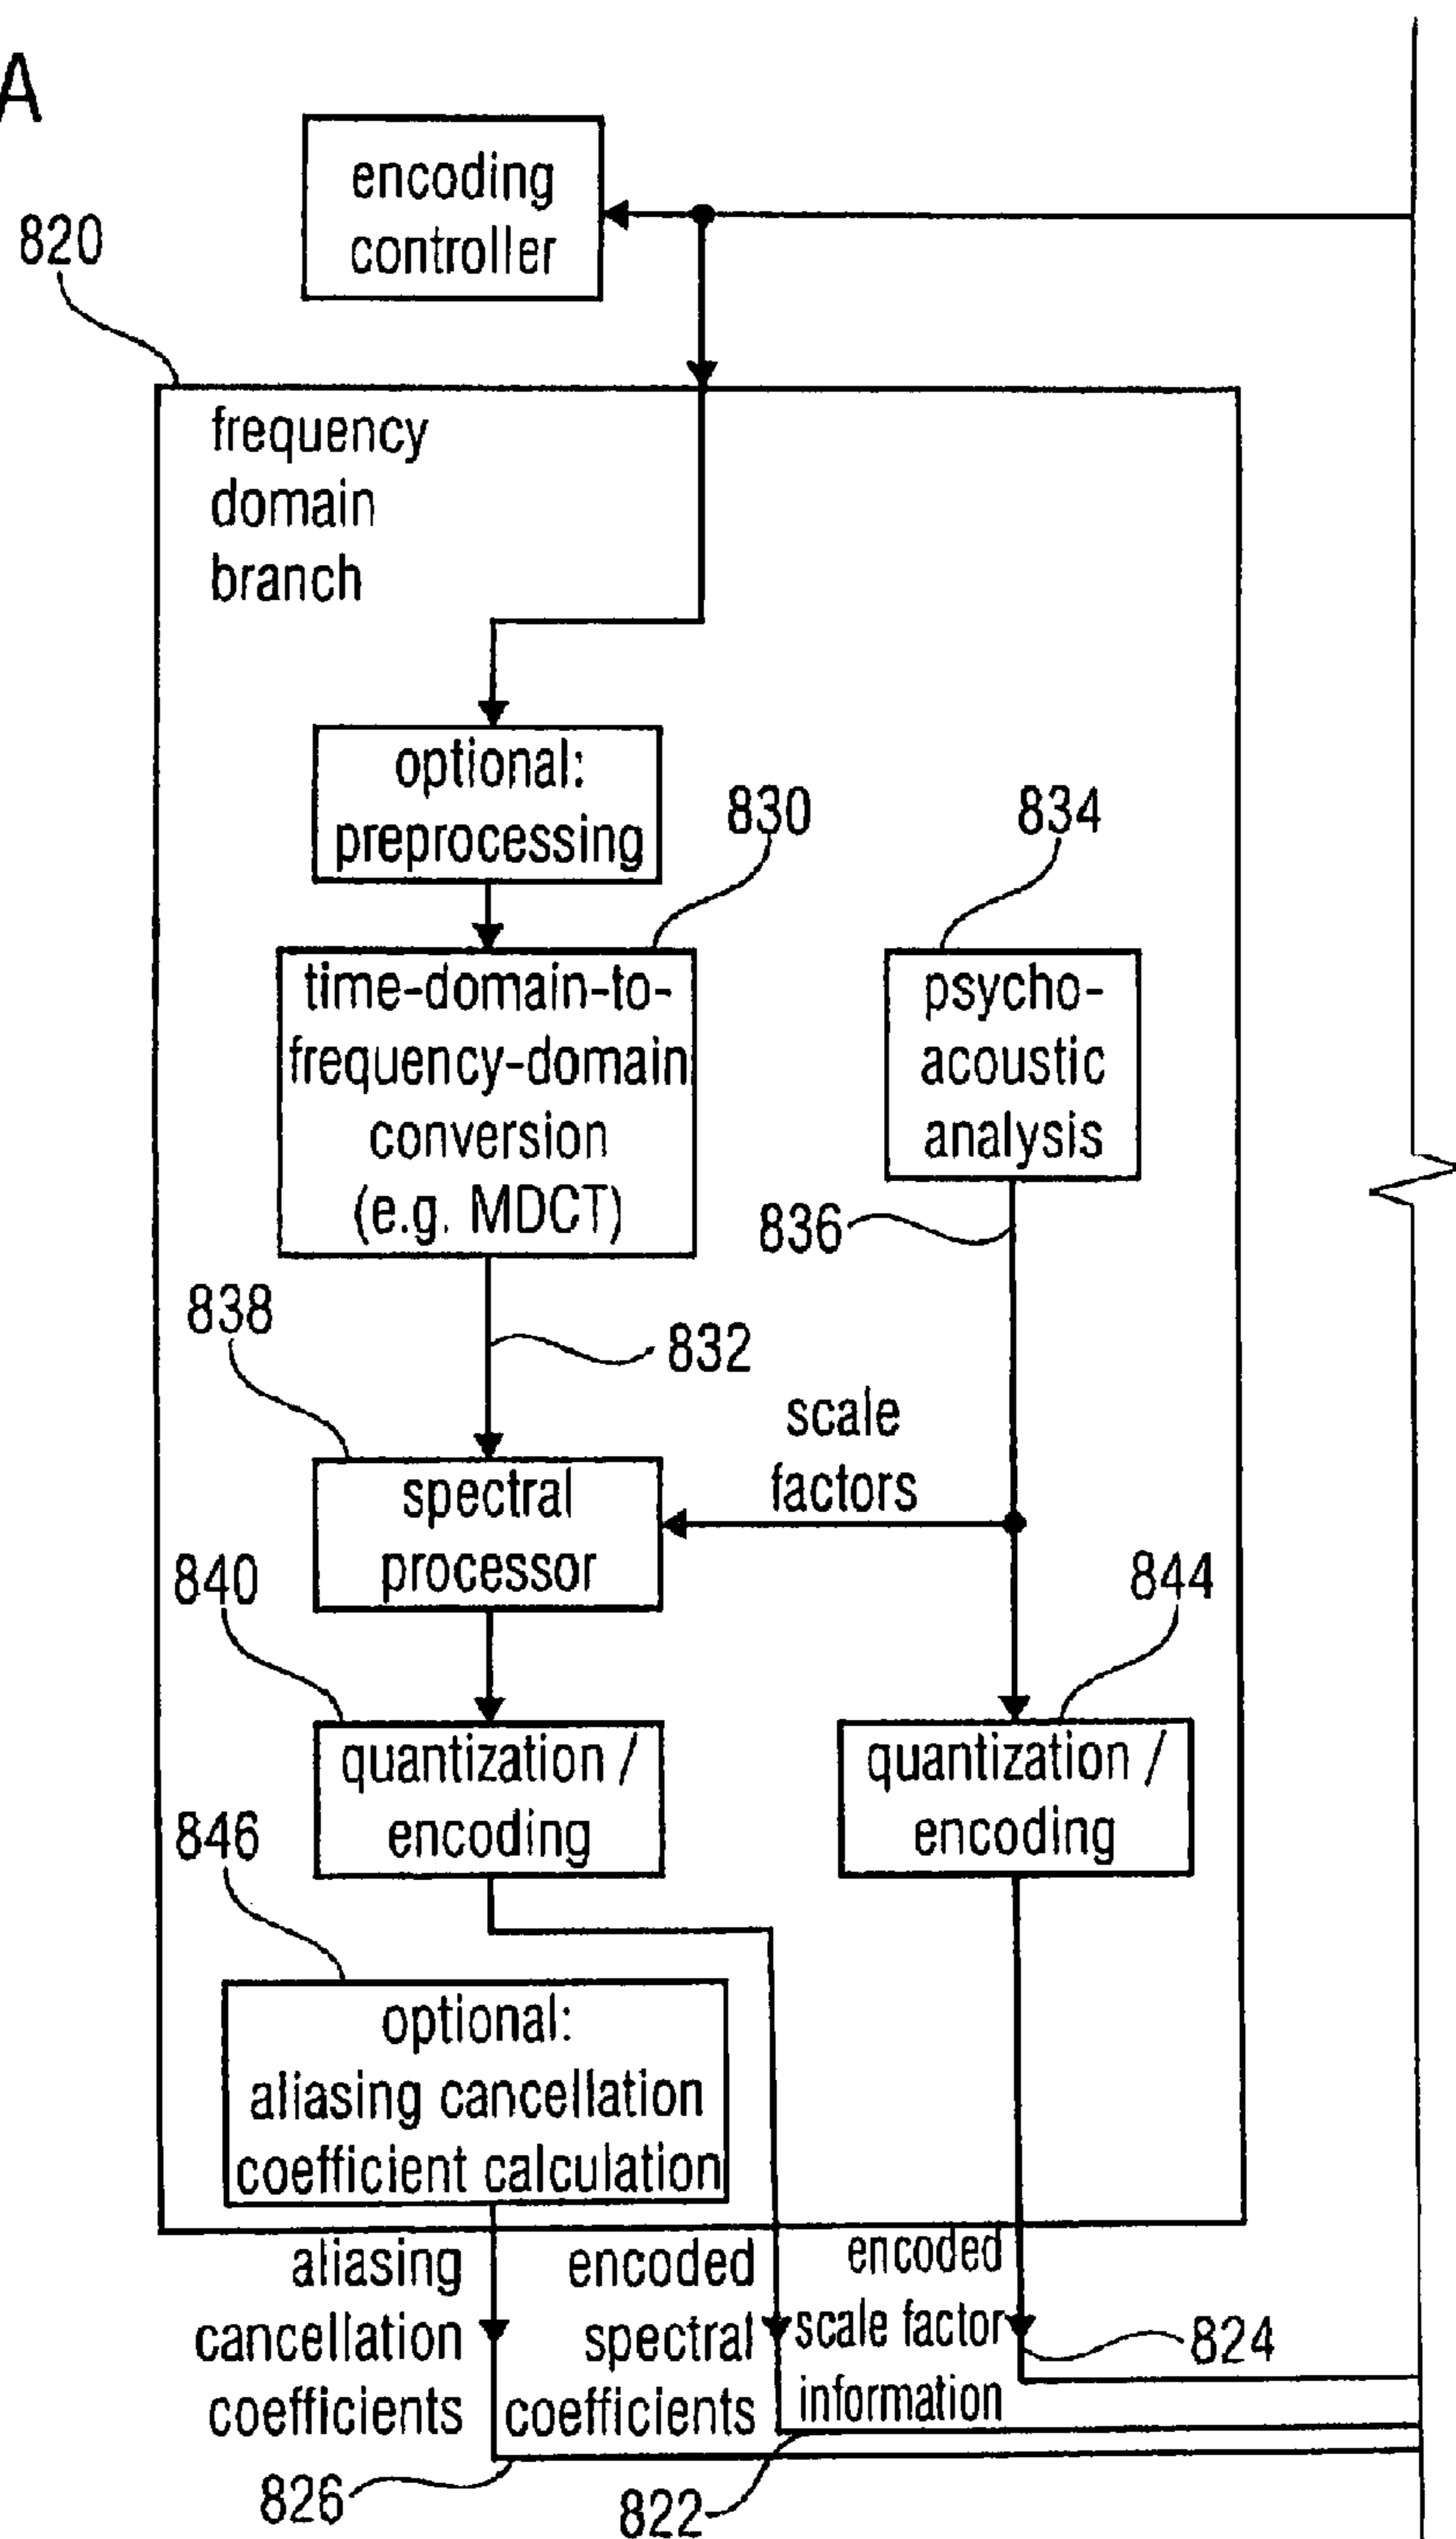 A
encoding
controller
820
frequency
domain
branch
optional:
preprocessing
830
834
time-domain-to-
frequency-domain
conversion
(e.g. MDCT)
psycho-
acoustic
analysis
836
838
832
scale
factors
spectral
processor
840
844
quantization /
encoding
quantization /
encoding
846
optional:
aliasing cancellation
coefficient calculation
aliasing
cancellation
coefficients
encoded
spectral
coefficients
encoded
scale factor
information
824
826
822